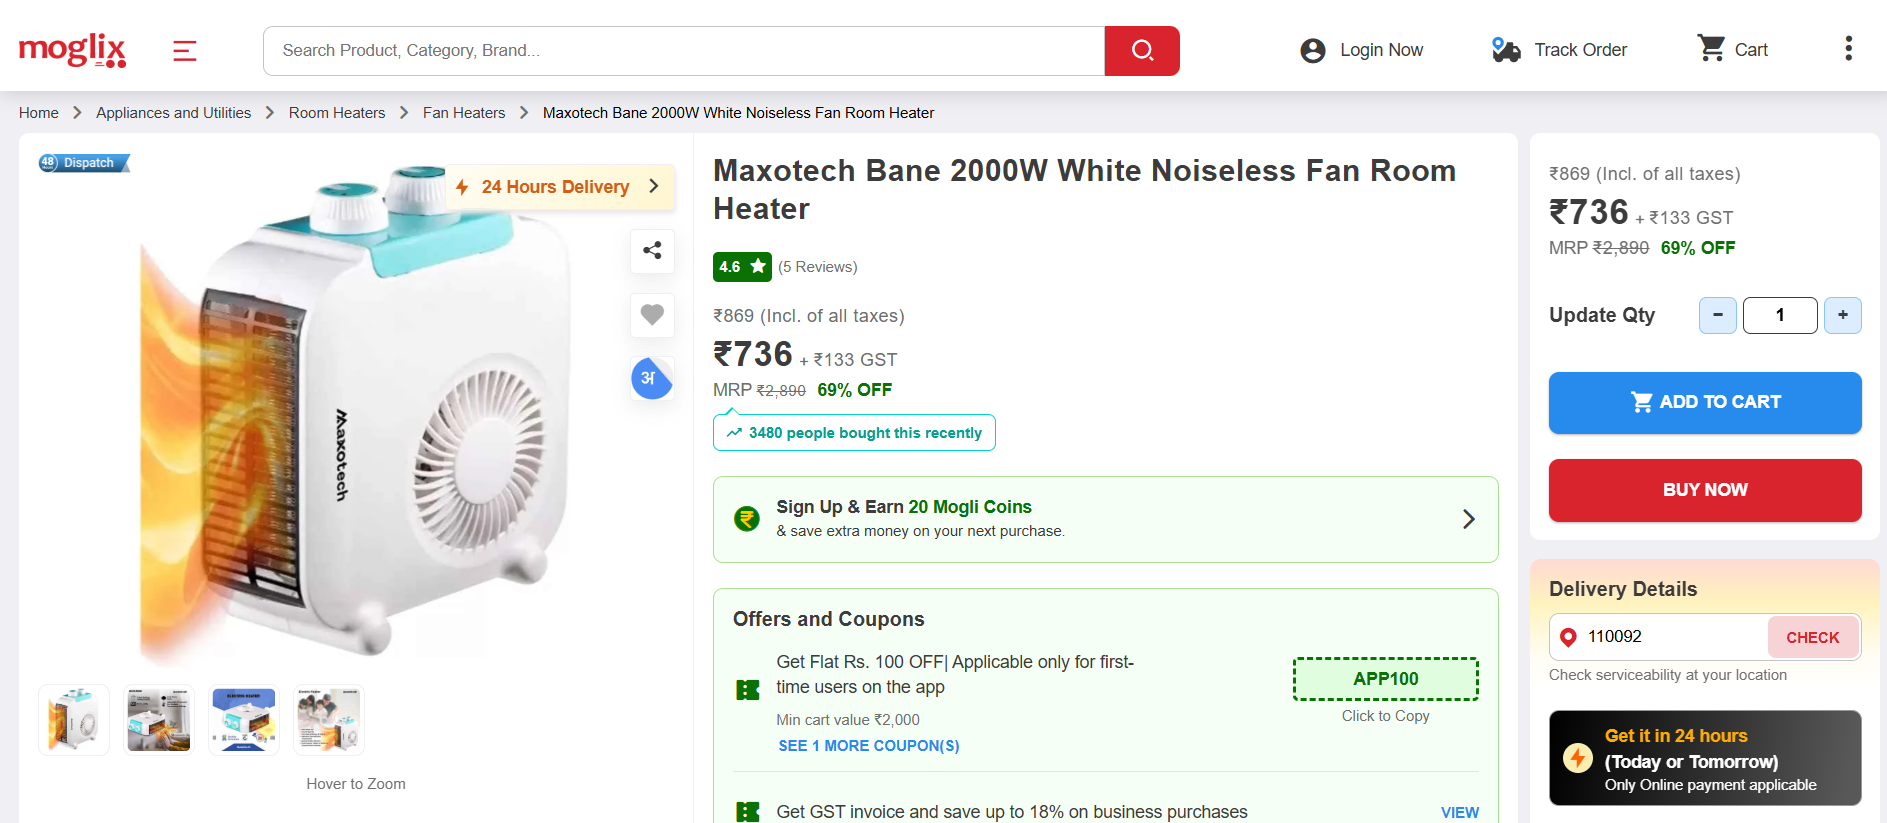 moglix
Search Product, Category, Brand...
Login Now
Track Order
Cart
Home > Appliances and Utilities > Room Heaters > Fan Heaters > Maxotech Bane 2000W White Noiseless Fan Room Heater
48 Dispatch
24 Hours Delivery
अ
Maxotech
Hover to Zoom
Maxotech Bane 2000W White Noiseless Fan Room
Heater
4.6 ★ (5 Reviews)
₹869 (Incl. of all taxes)
₹736 + ₹133 GST
MRP ₹2,890 69% OFF
3480 people bought this recently
Sign Up & Earn 20 Mogli Coins
& save extra money on your next purchase.
Offers and Coupons
Get Flat Rs. 100 OFF| Applicable only for first-
time users on the app
Min cart value ₹2,000
SEE 1 MORE COUPON(S)
APP100
Click to Copy
Get GST invoice and save up to 18% on business purchases
VIEW
₹869 (Incl. of all taxes)
₹736 + ₹133 GST
MRP ₹2,890 69% OFF
Update Qty
- 1 +
ADD TO CART
BUY NOW
Delivery Details
110092
CHECK
Check serviceability at your location
Get it in 24 hours
(Today or Tomorrow)
Only Online payment applicable